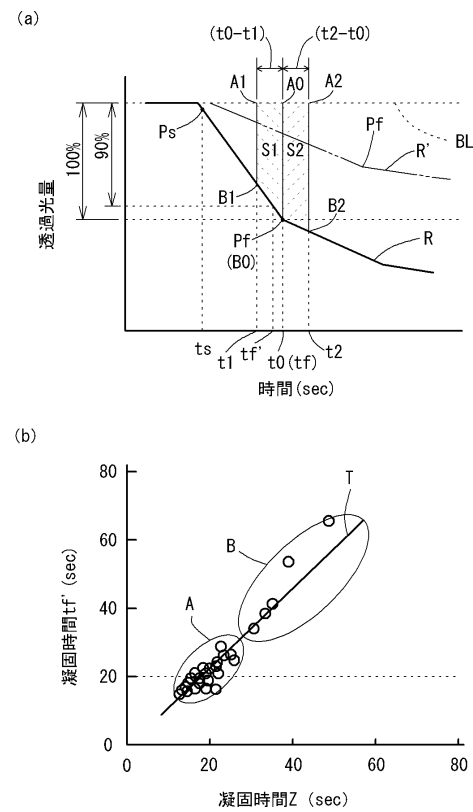 (a)
(t0-t1) (t2-t0)
A1 A0 A2
Ps
Pf
BL
R'
S1 S2
100%
90%
透過光量
B1
B2
Pf
(B0)
R
ts
t1 tf' t0(tf) t2
時間(sec)
(b)
80
T
B
60
凝固時間tf'(sec)
A
40
20
0
0 20 40 60 80
凝固時間Z (sec)